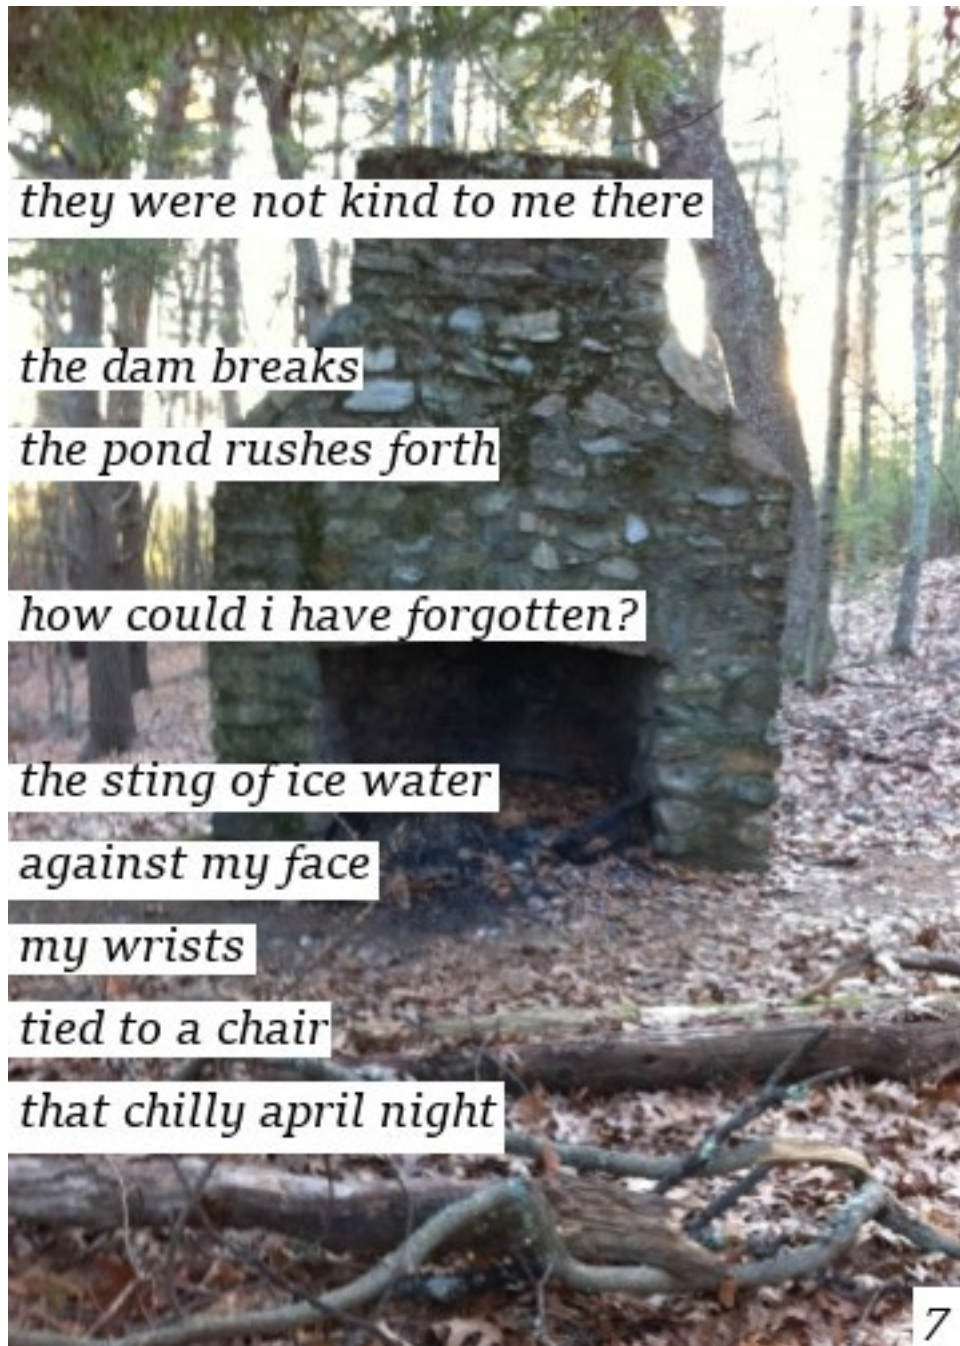 they were not kind to me there
the dam breaks
the pond rushes forth
how could i have forgotten?
the sting of ice water
against my face
my wrists
tied to a chair
that chilly april night
7